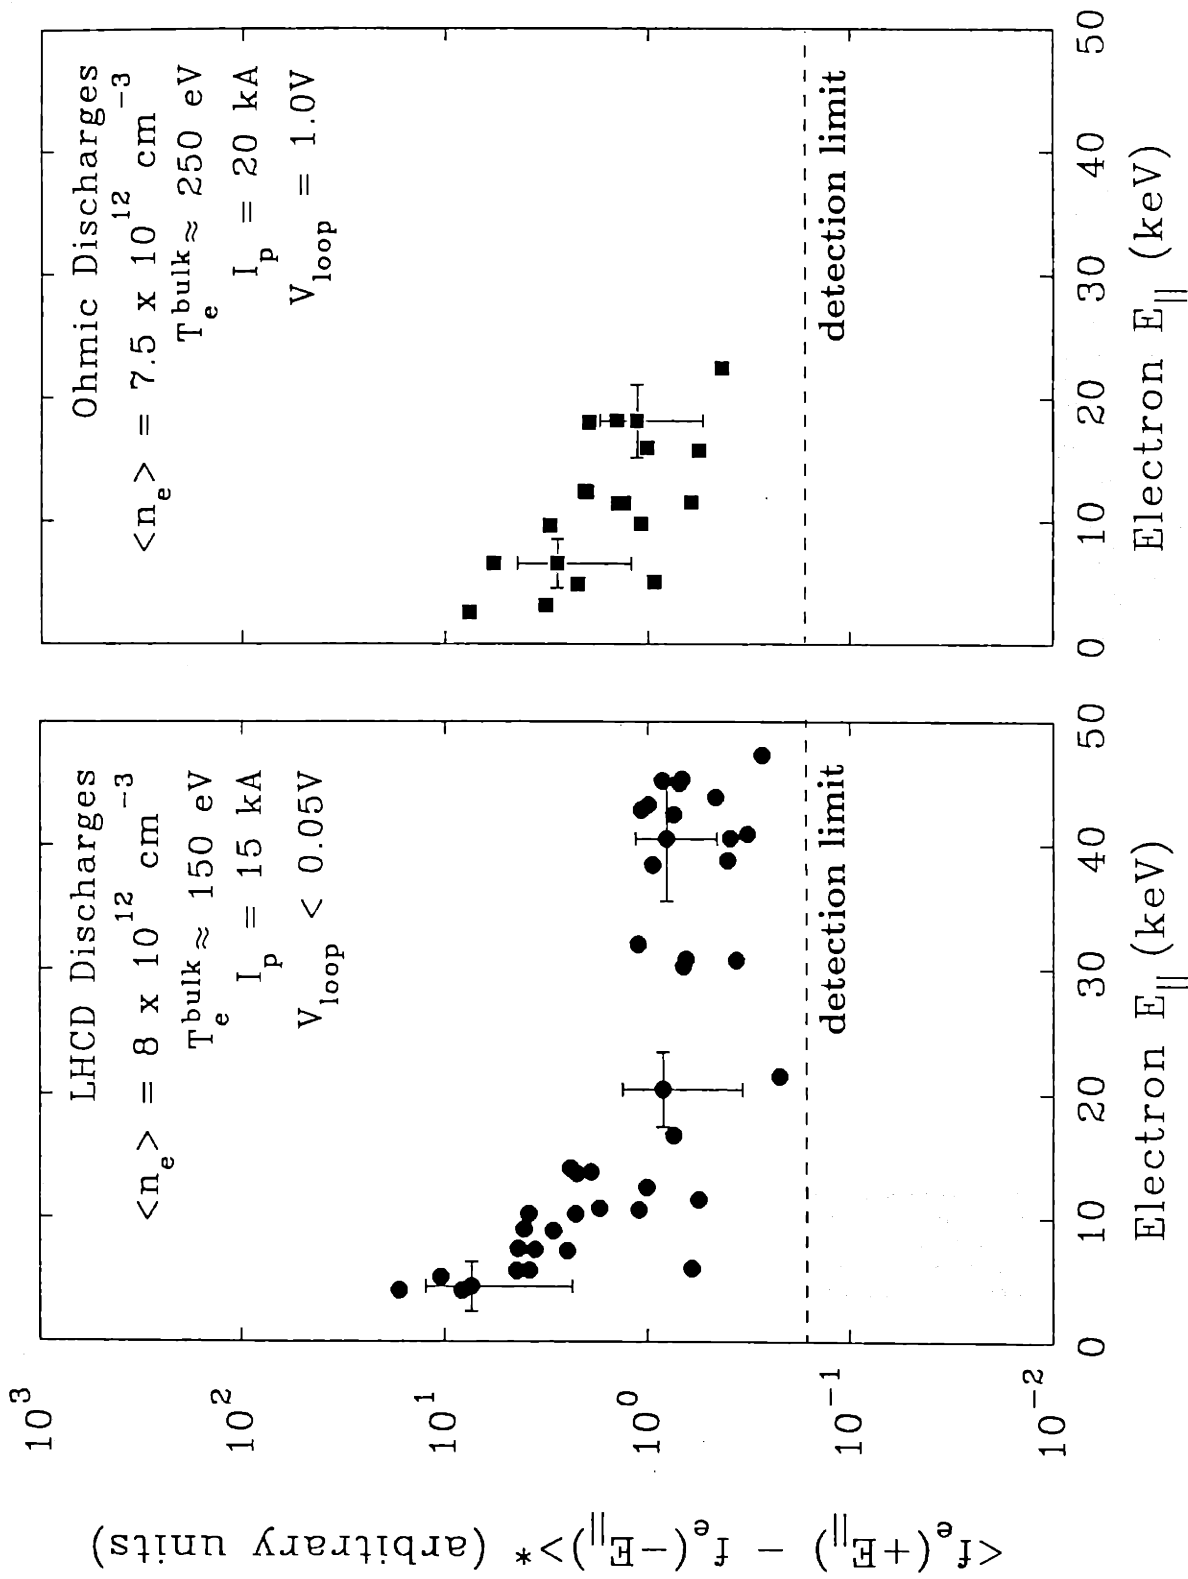 <f_e(+E_||) − f_e(−E_||)>* (arbitrary units)
10^3
10^2
10^1
10^0
10^−1
10^−2
LHCD Discharges
<n_e> = 8 x 10^12 cm^−3
T_e^bulk ≈ 150 eV
I_p = 15 kA
V_loop < 0.05V
detection limit
0 10 20 30 40 50
Electron E_|| (keV)
Ohmic Discharges
<n_e> = 7.5 x 10^12 cm^−3
T_e^bulk ≈ 250 eV
I_p = 20 kA
V_loop = 1.0V
detection limit
0 10 20 30 40 50
Electron E_|| (keV)